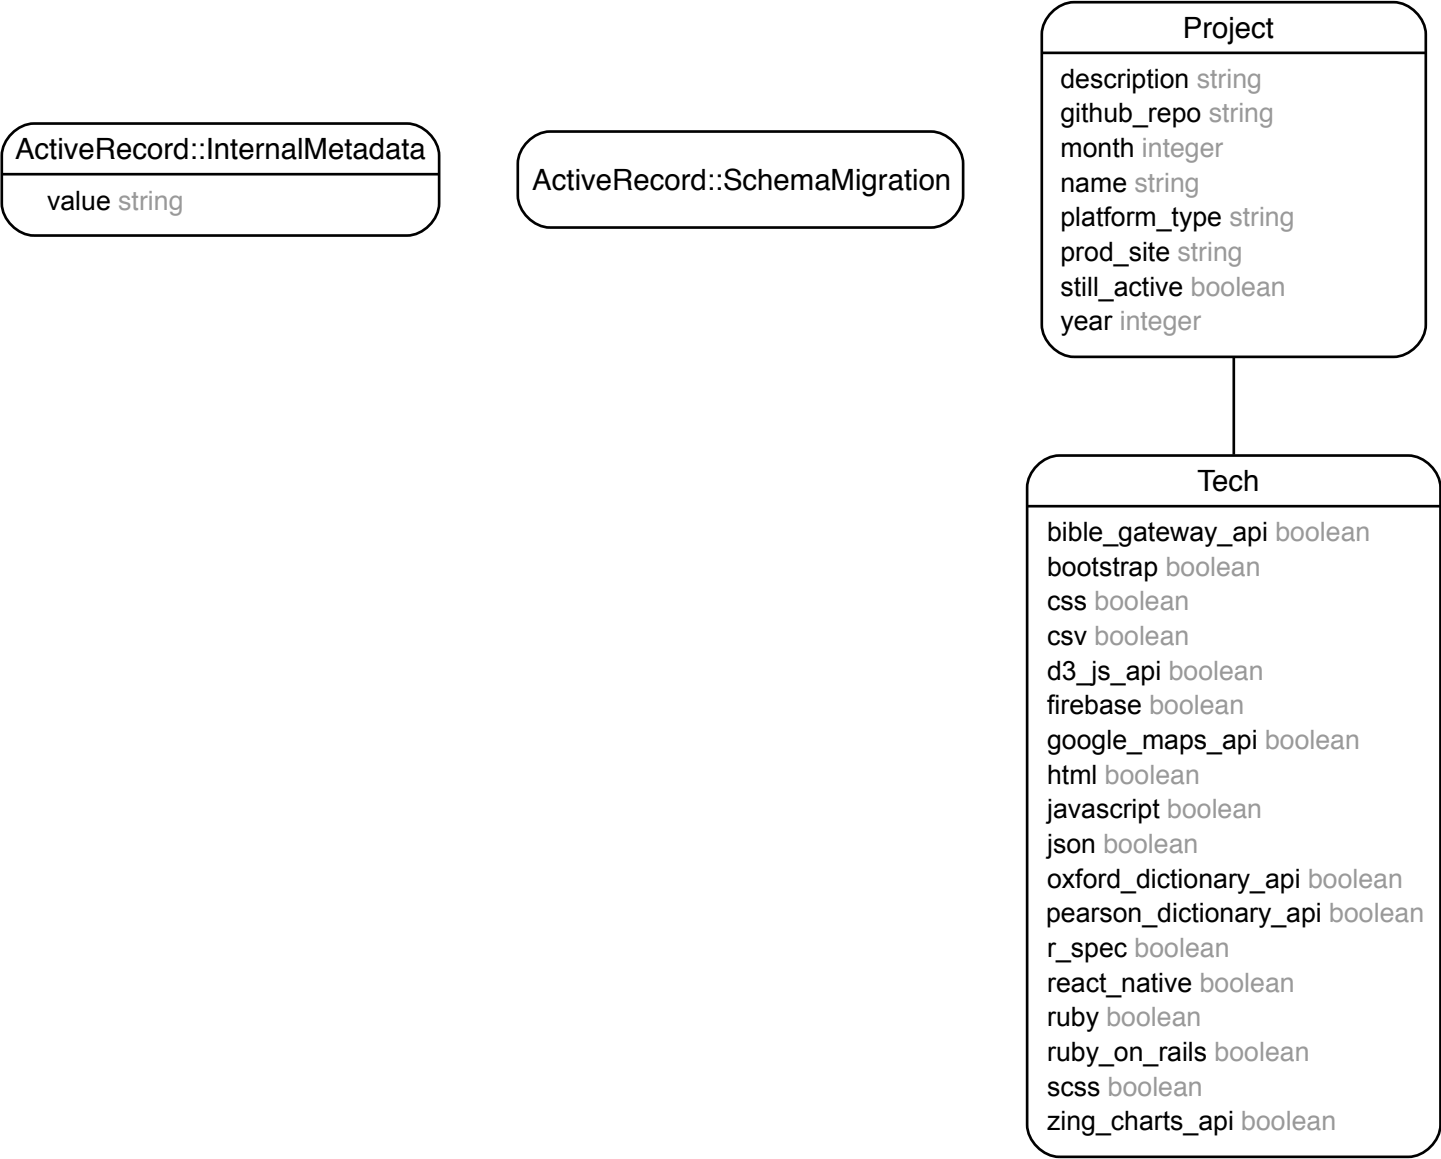 ActiveRecord::InternalMetadata
value string
ActiveRecord::SchemaMigration
Project
description string
github_repo string
month integer
name string
platform_type string
prod_site string
still_active boolean
year integer
Tech
bible_gateway_api boolean
bootstrap boolean
css boolean
csv boolean
d3_js_api boolean
firebase boolean
google_maps_api boolean
html boolean
javascript boolean
json boolean
oxford_dictionary_api boolean
pearson_dictionary_api boolean
r_spec boolean
react_native boolean
ruby boolean
ruby_on_rails boolean
scss boolean
zing_charts_api boolean